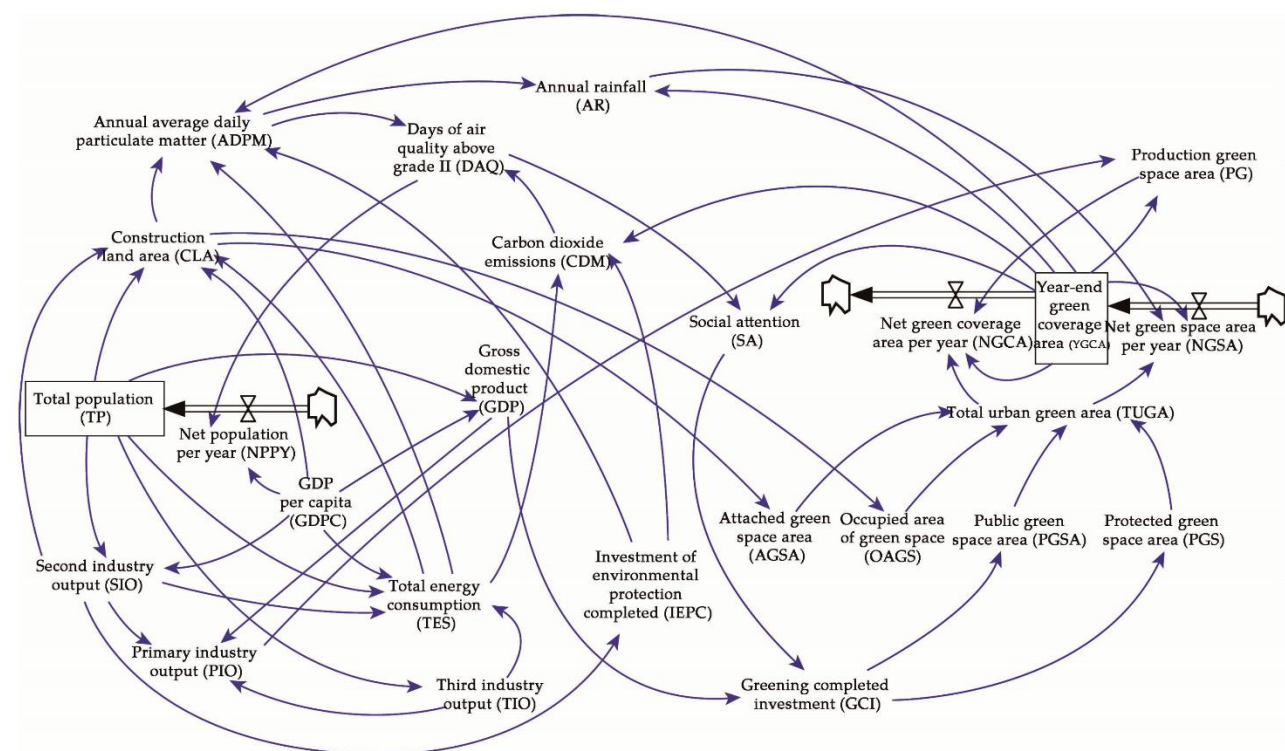 Annual rainfall
(AR)
Annual average daily
particulate matter (ADPM)
Days of air
quality above
grade II (DAQ)
Production green
space area (PG)
Construction
land area (CLA)
Carbon dioxide
emissions (CDM)
Year-end
green
coverage
area (YGCA)
Social attention
(SA)
Net green coverage
area per year (NGCA)
Net green space area
per year (NGSA)
Gross
domestic
product
(GDP)
Total population
(TP)
Net population
per year (NPPY)
Total urban green area (TUGA)
GDP
per capita
(GDPC)
Attached green
space area (AGSA)
Occupied area
of green space (OAGS)
Public green
space area (PGSA)
Protected green
space area (PGS)
Second industry
output (SIO)
Total energy
consumption
(TES)
Investment of
environmental
protection
completed (IEPC)
Primary industry
output (PIO)
Third industry
output (TIO)
Greening completed
investment (GCI)